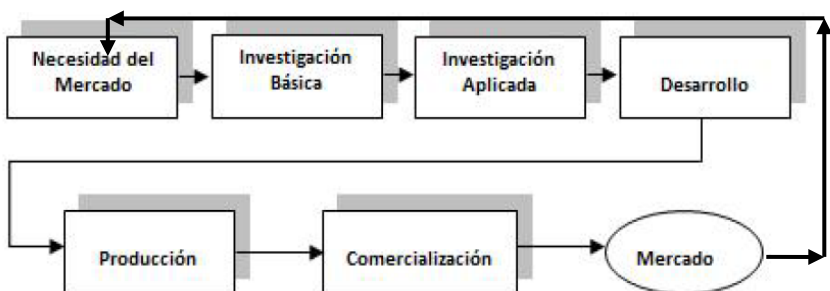 Necesidad del
Mercado
Investigación
Básica
Investigación
Aplicada
Desarrollo
Producción
Comercialización
Mercado